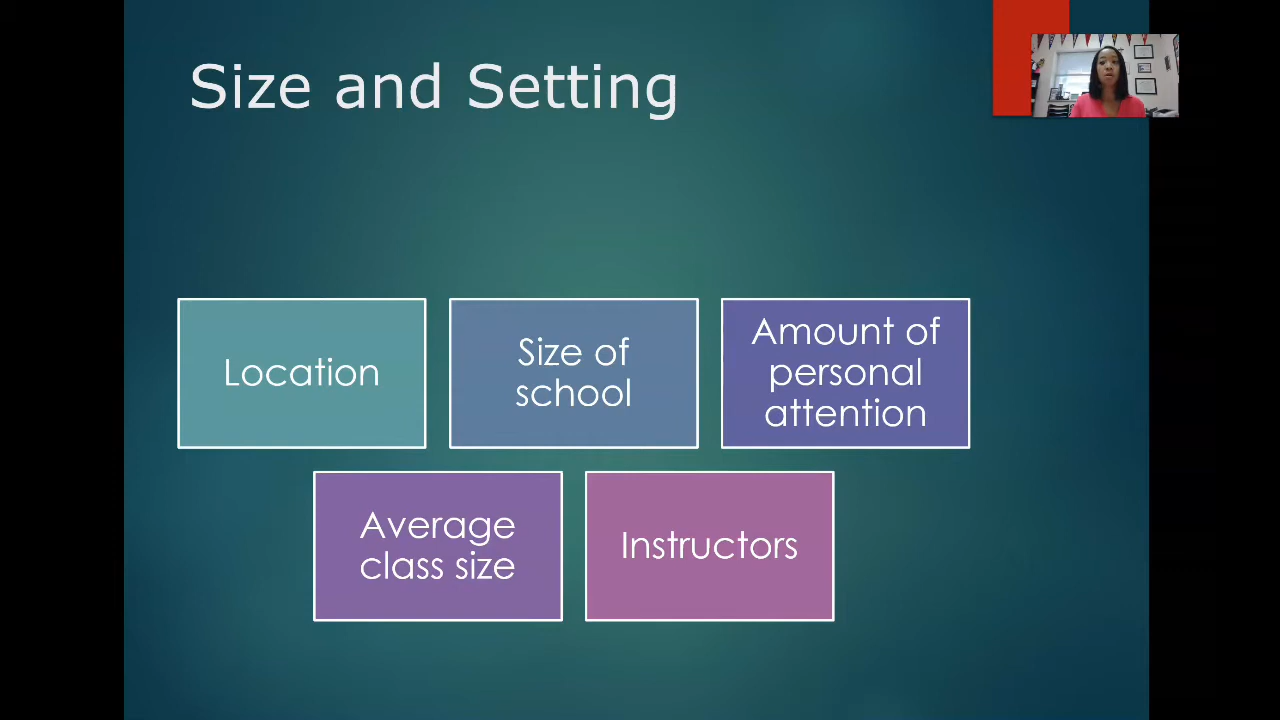 Size and Setting
Location
Size of
school
Amount of
personal
attention
Average
class size
Instructors